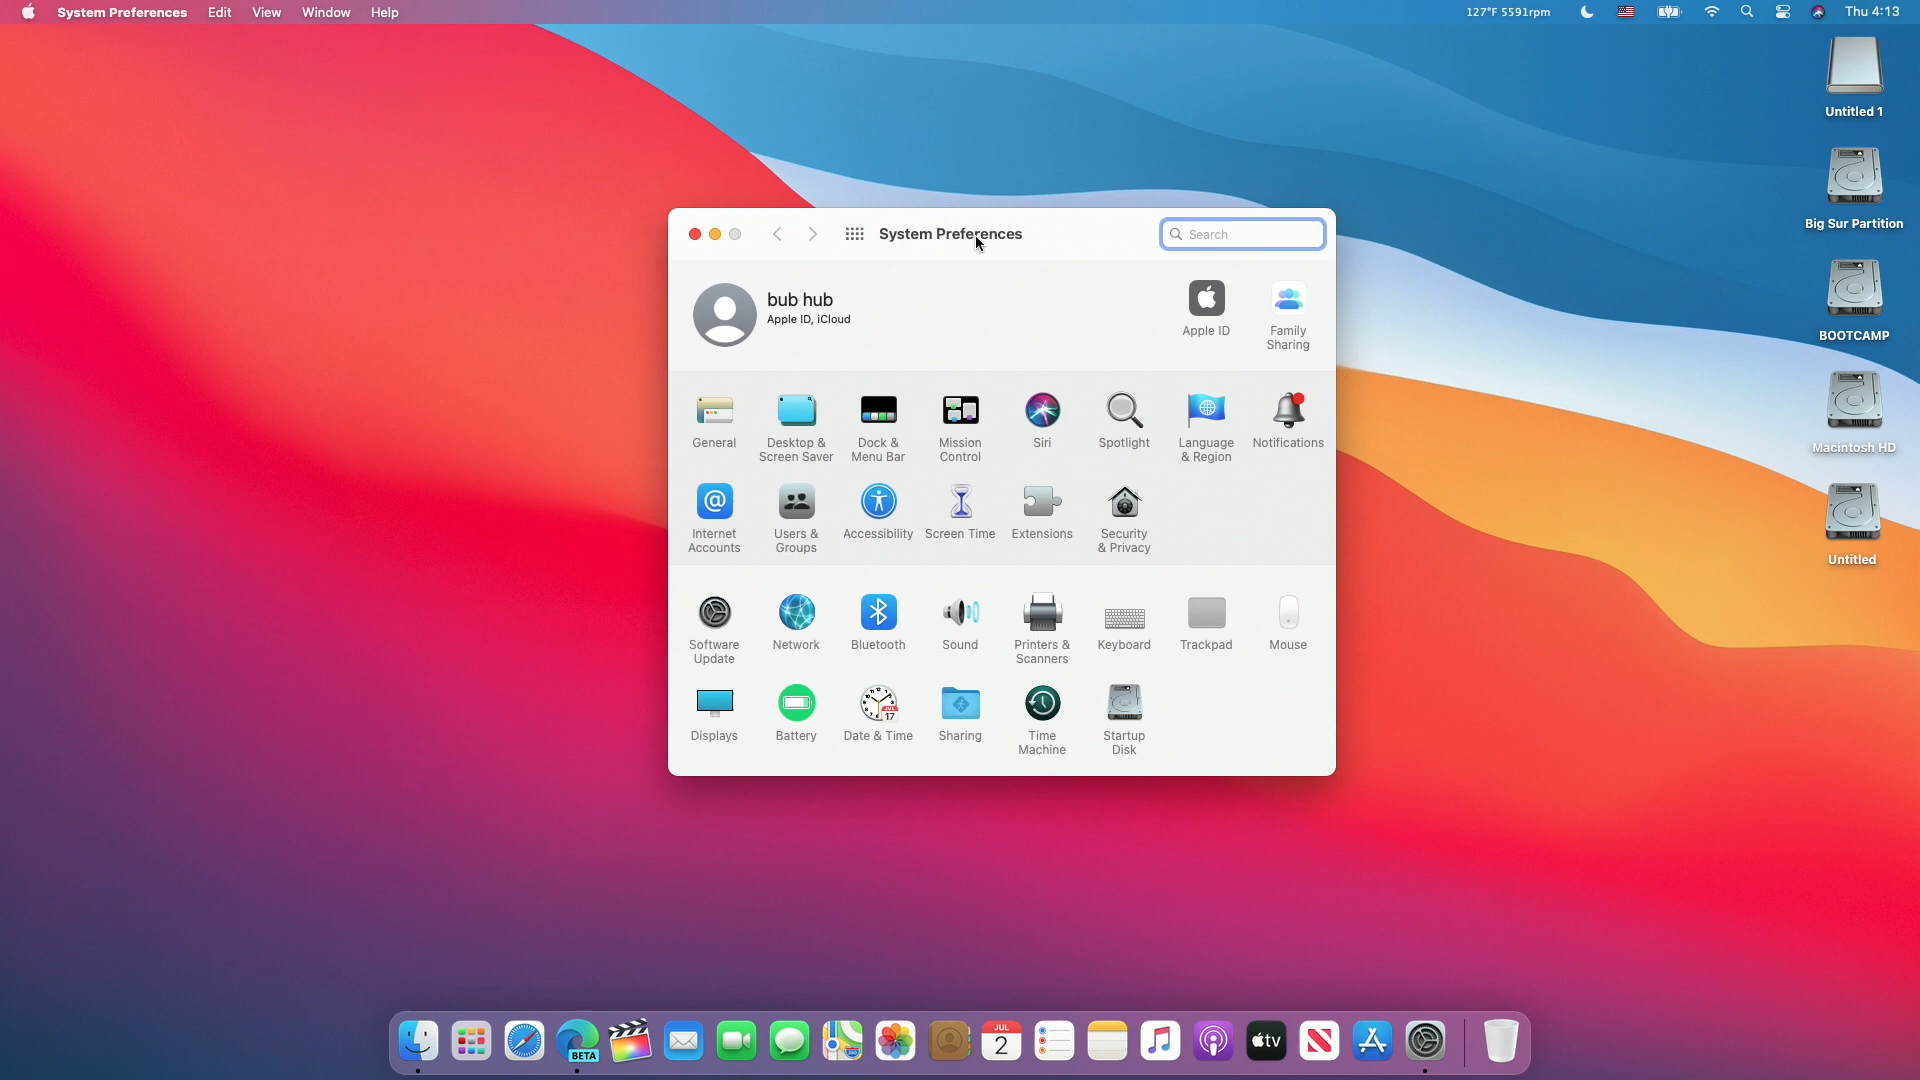 System Preferences Edit View Window Help 127°F 5591rpm Thu 4:13
Untitled 1
Big Sur Partition
BOOTCAMP
Macintosh HD
Untitled
System Preferences
Search
bub hub
Apple ID, iCloud
Apple ID
Family
Sharing
General
Desktop &
Screen Saver
Dock &
Menu Bar
Mission
Control
Siri
Spotlight
Language
& Region
Notifications
Internet
Accounts
Users &
Groups
Accessibility
Screen Time
Extensions
Security
& Privacy
Software
Update
Network
Bluetooth
Sound
Printers &
Scanners
Keyboard
Trackpad
Mouse
Displays
Battery
JUL
17
Date & Time
Sharing
Time
Machine
Startup
Disk
BETA
JUL
2
tv